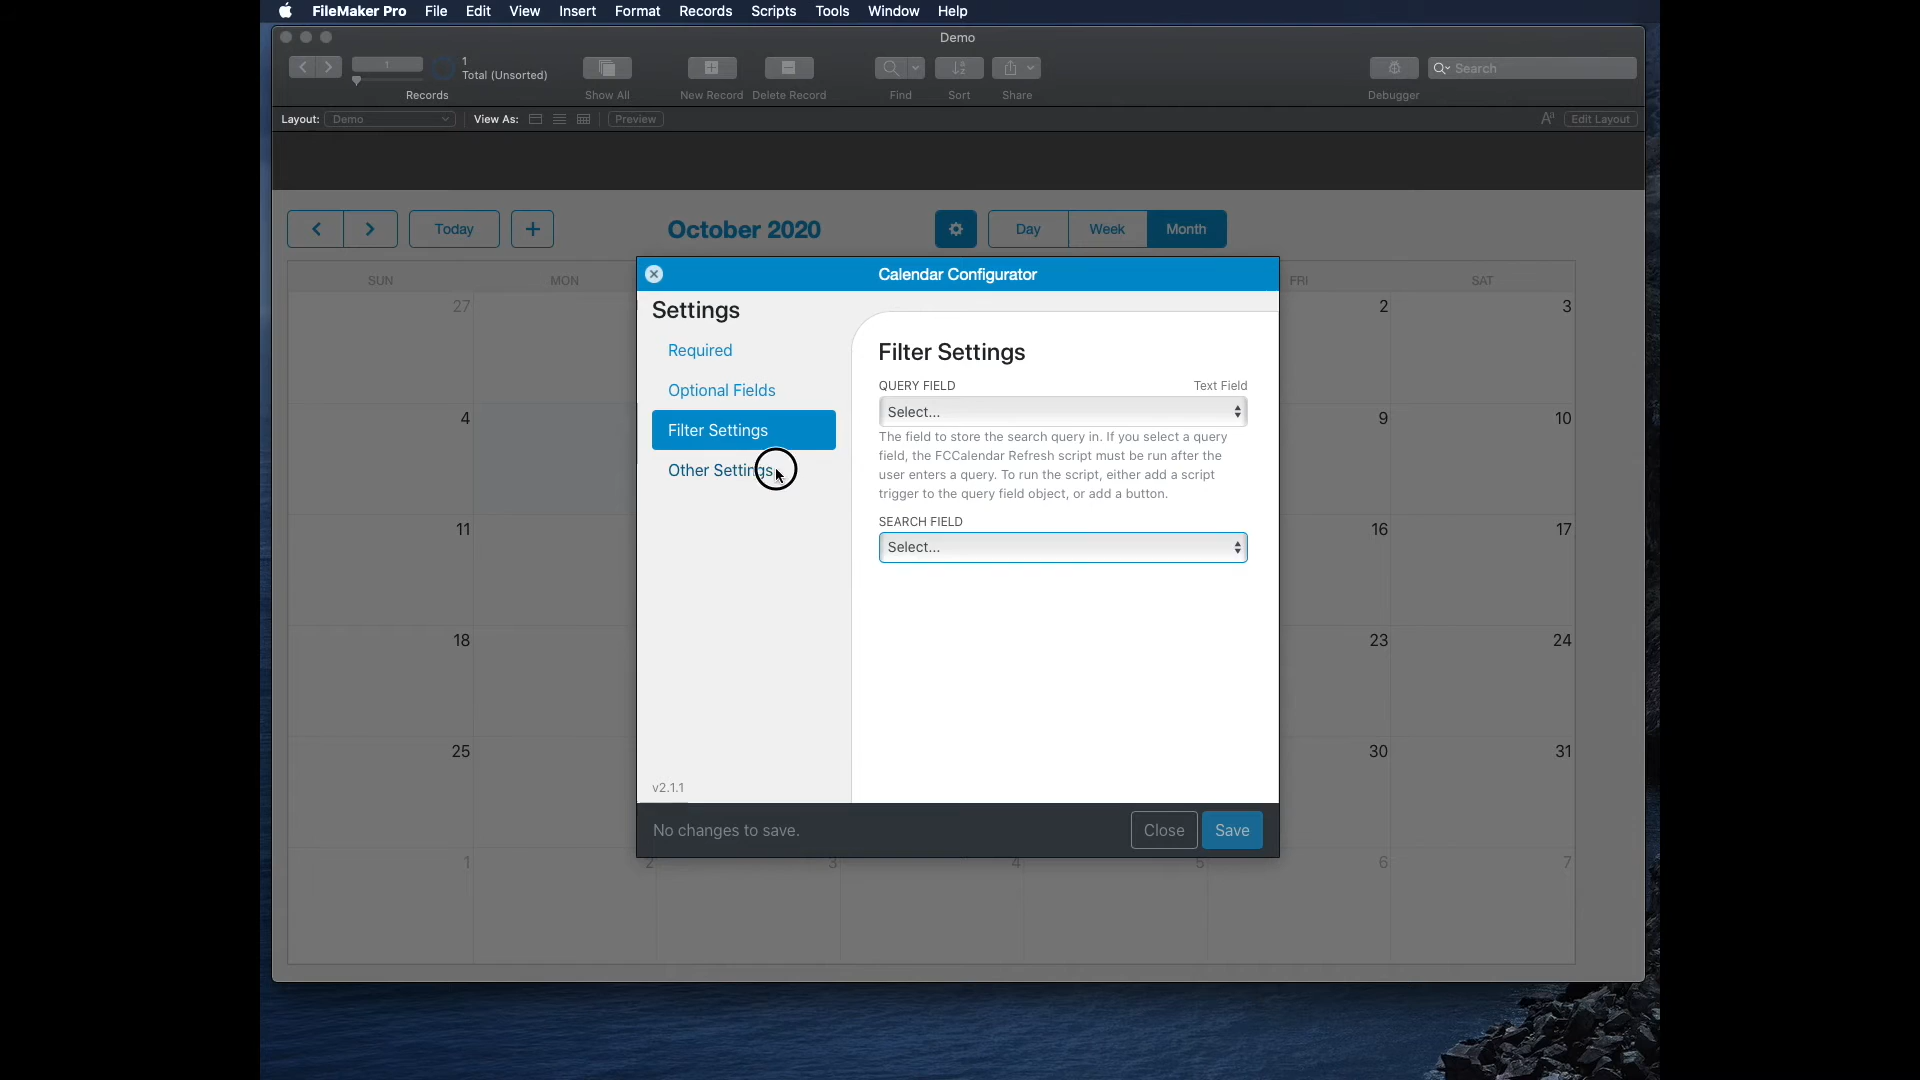 FileMaker Pro File Edit View Insert Format Records Scripts Tools Window Help
Demo
1
1
Total (Unsorted)
Search
Records Show All New Record Delete Record Find Sort Share Debugger
Layout: Demo View As: Preview Edit Layout
Today October 2020 Day Week Month
SUN MON FRI SAT
27 2 3
4 9 10
11 16 17
18 23 24
25 30 31
1 2 3 4 5 6 7
Calendar Configurator
Settings
Required
Optional Fields
Filter Settings
Other Settings
v2.1.1
Filter Settings
QUERY FIELD Text Field
Select...
The field to store the search query in. If you select a query
field, the FCCalendar Refresh script must be run after the
user enters a query. To run the script, either add a script
trigger to the query field object, or add a button.
SEARCH FIELD
Select...
No changes to save. Close Save